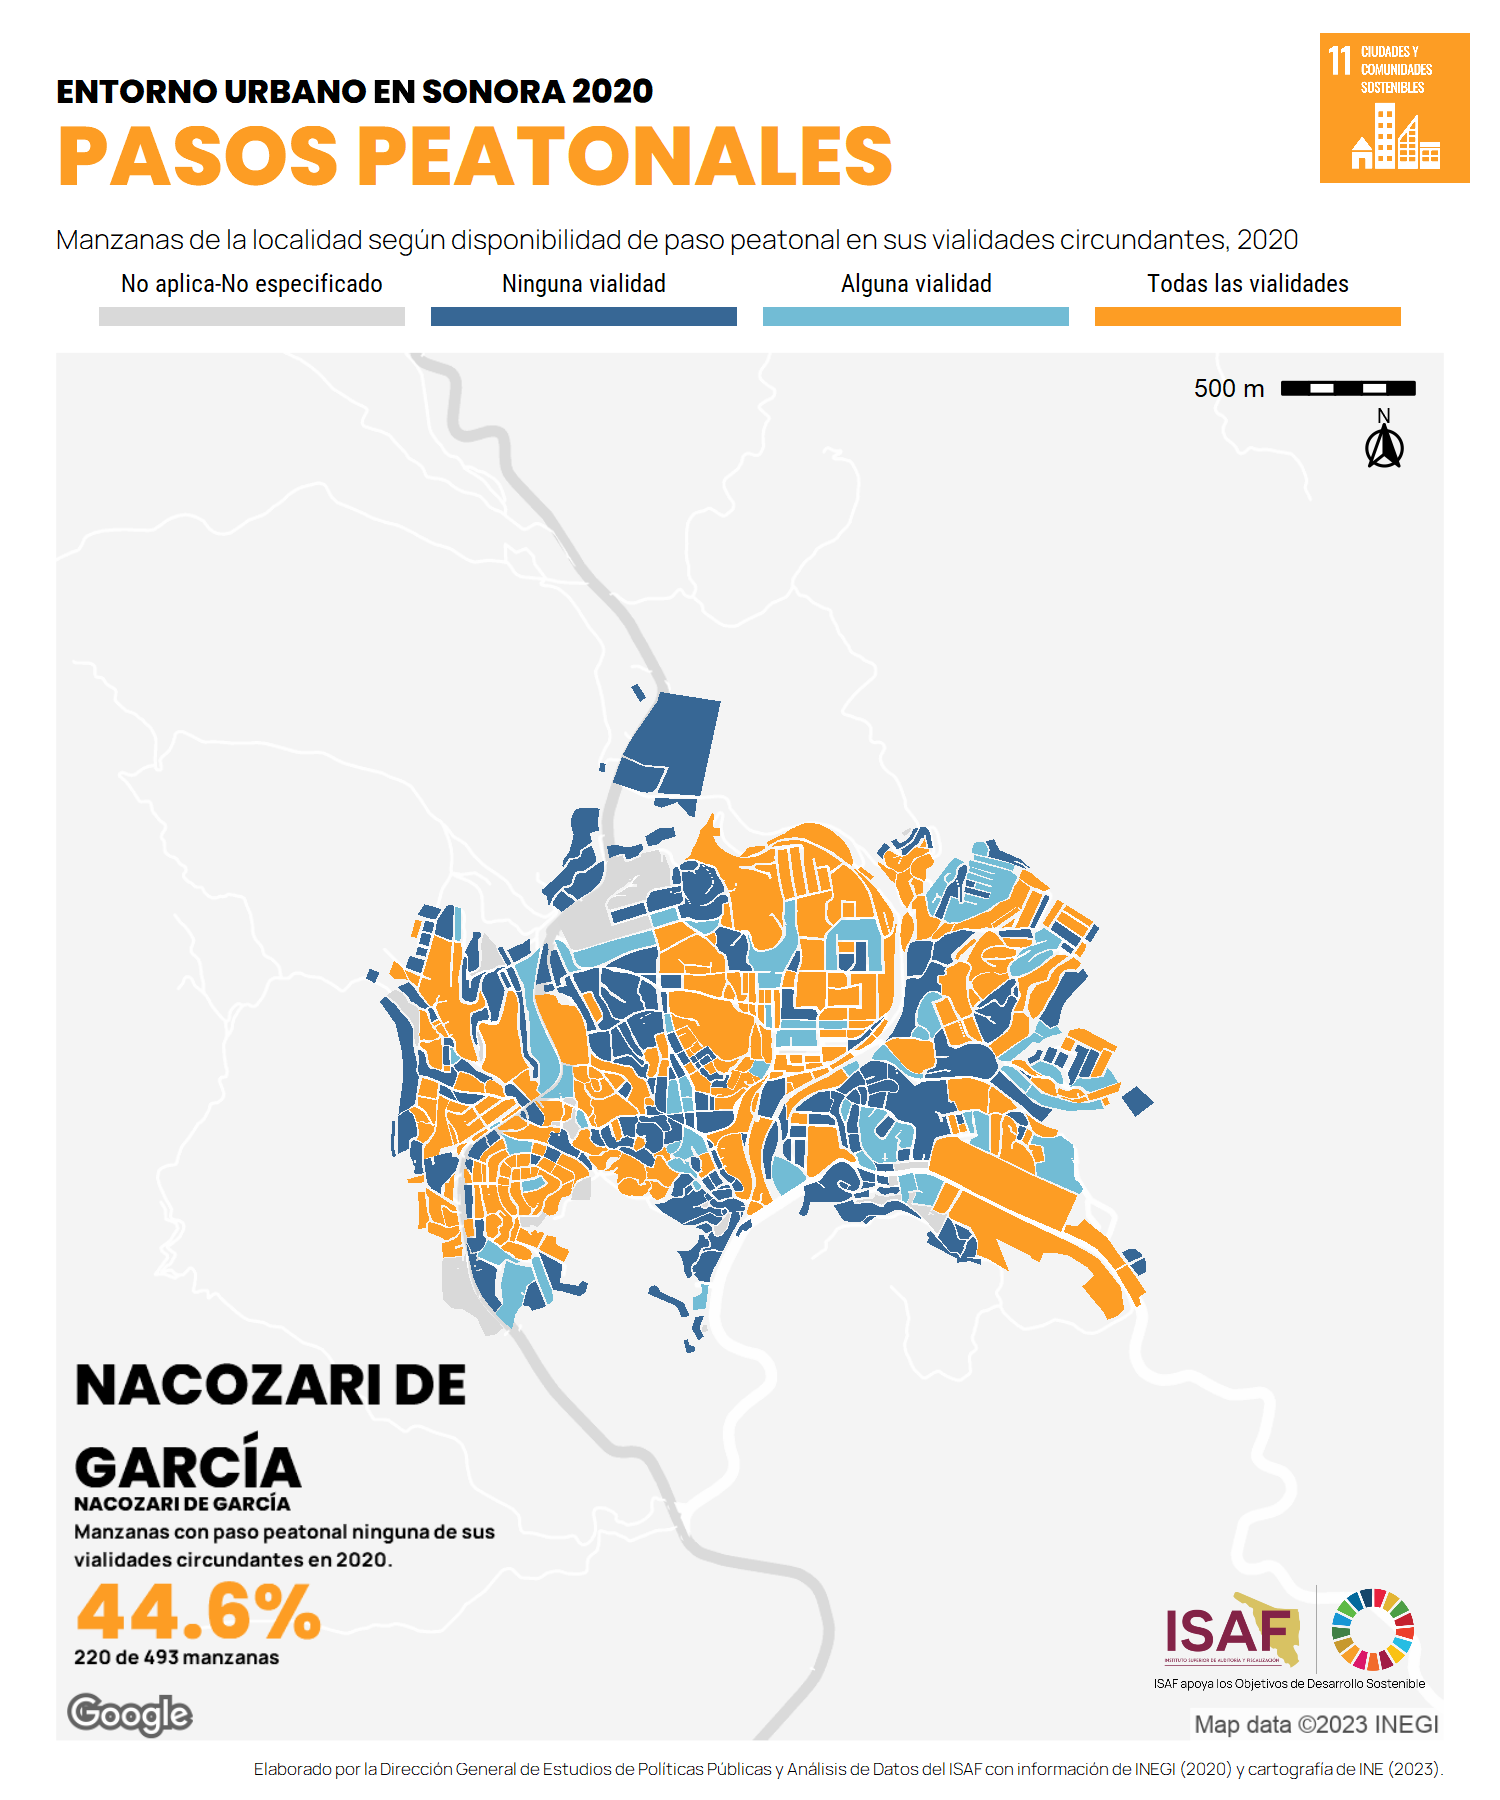 11 CIUDADES Y
COMUNIDADES
SOSTENIBLES
ENTORNO URBANO EN SONORA 2020
PASOS PEATONALES
Manzanas de la localidad según disponibilidad de paso peatonal en sus vialidades circundantes, 2020
No aplica-No especificado Ninguna vialidad Alguna vialidad Todas las vialidades
500 m
N
NACOZARI DE
GARCÍA
NACOZARI DE GARCÍA
Manzanas con paso peatonal ninguna de sus
vialidades circundantes en 2020.
44.6%
220 de 493 manzanas
ISAF
INSTITUTO SUPERIOR DE AUDITORÍA Y FISCALIZACIÓN
ISAF apoya los Objetivos de Desarrollo Sostenible
Google
Map data ©2023 INEGI
Elaborado por la Dirección General de Estudios de Políticas Públicas y Análisis de Datos del ISAF con información de INEGI (2020) y cartografía de INE (2023).